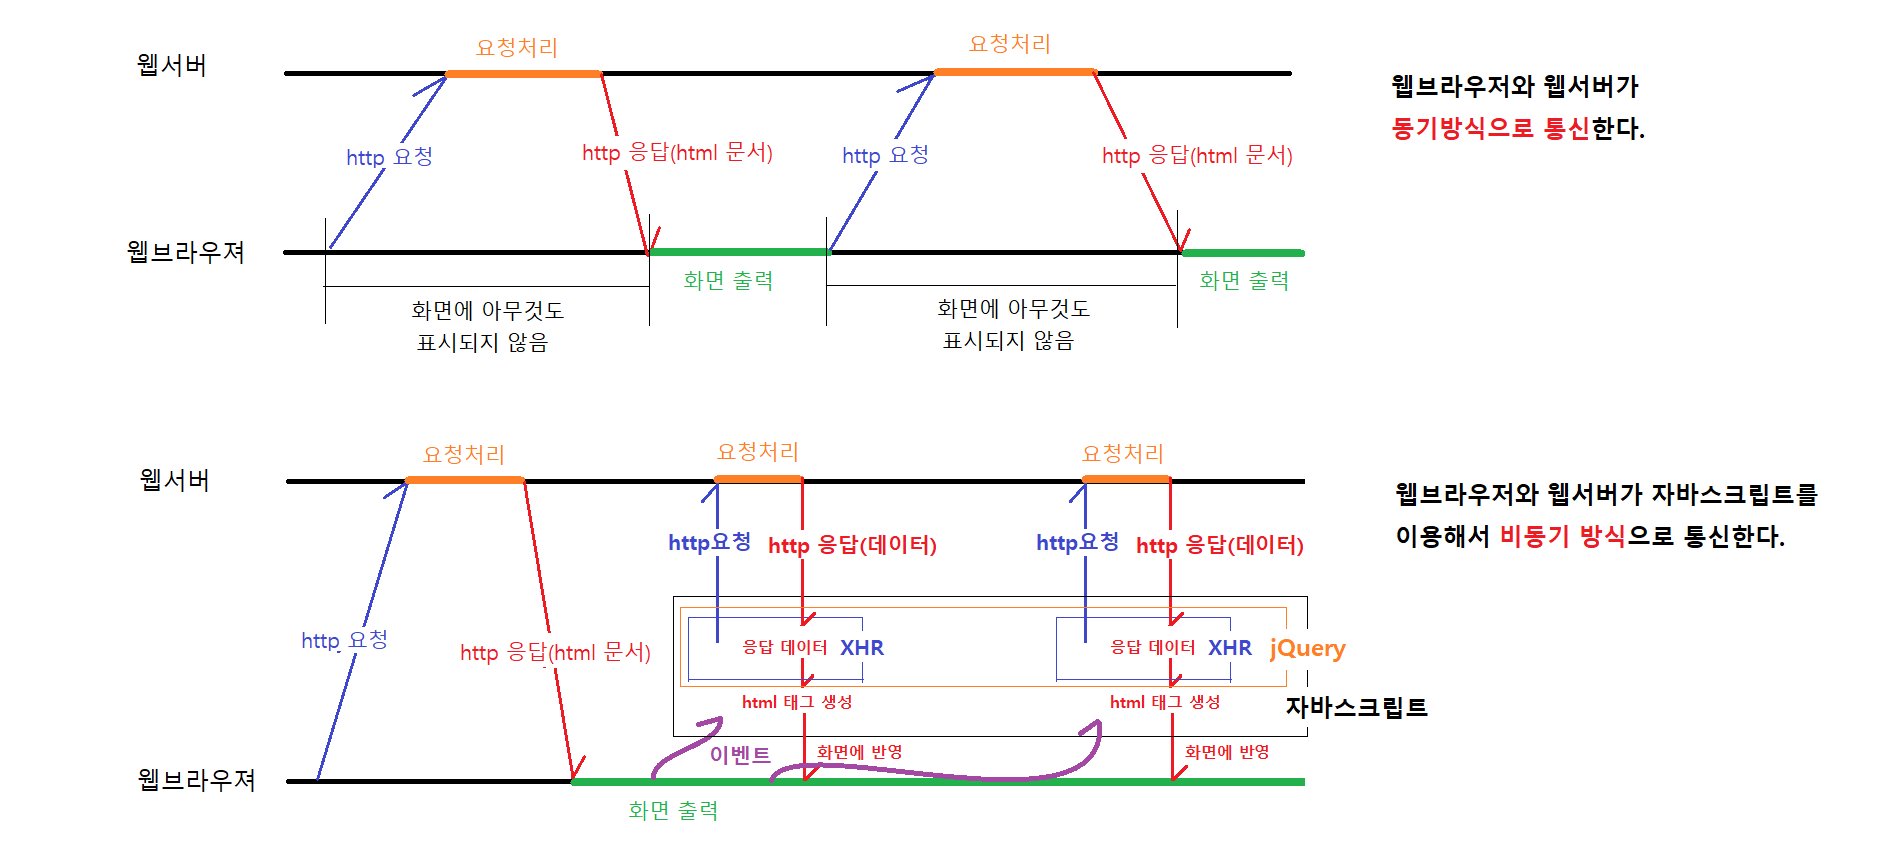 요청처리
요청처리
웹서버
웹브라우저와 웹서버가
동기방식으로 통신한다.
http 요청
http 응답(html 문서)
http 요청
http 응답(html 문서)
웹브라우져
화면 출력
화면 출력
화면에 아무것도
표시되지 않음
화면에 아무것도
표시되지 않음
요청처리
요청처리
요청처리
웹서버
웹브라우저와 웹서버가 자바스크립트를
이용해서 비동기 방식으로 통신한다.
http요청
http 응답(데이터)
http요청
http 응답(데이터)
http 요청
http 응답(html 문서)
응답 데이터
XHR
응답 데이터
XHR
jQuery
html 태그 생성
html 태그 생성
자바스크립트
이벤트
화면에 반영
화면에 반영
웹브라우져
화면 출력